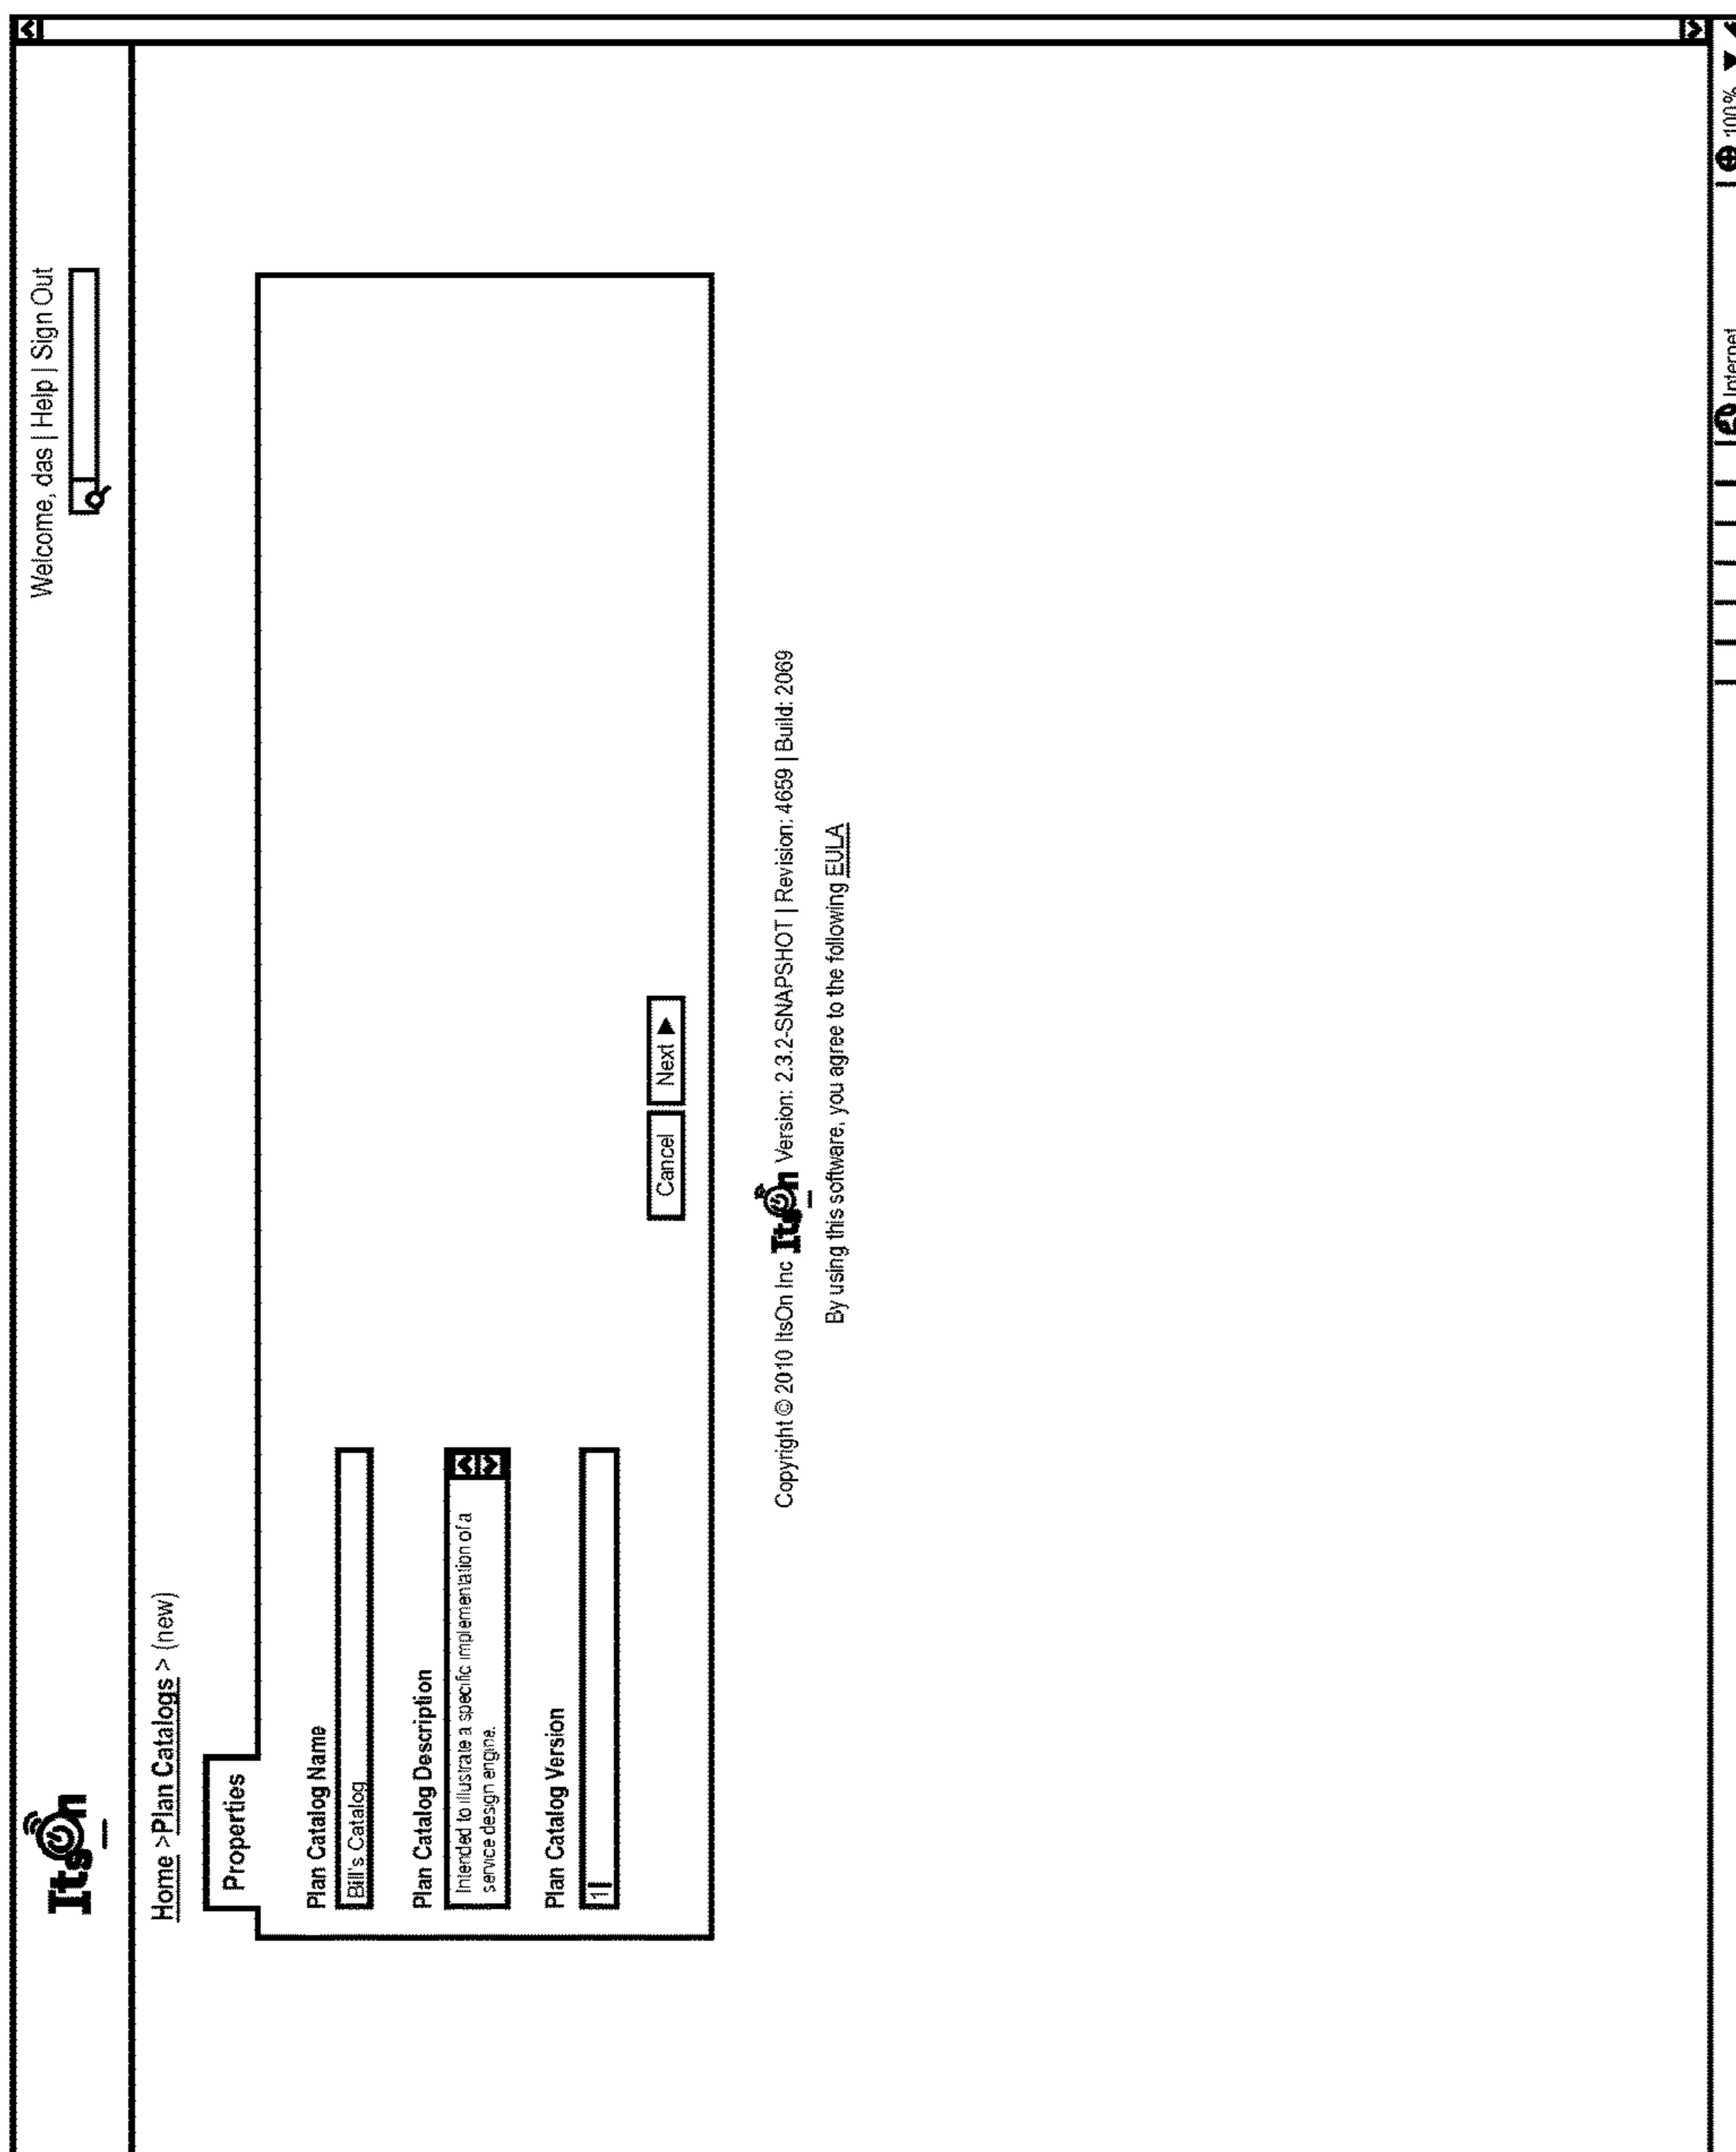 ItsOn
Welcome, das | Help | Sign Out
Home > Plan Catalogs > (new)
Properties
Plan Catalog Name
Bill's Catalog
Plan Catalog Description
Intended to illustrate a specific implementation of a
service design engine.
Plan Catalog Version
1
Cancel Next ►
Copyright © 2010 ItsOn Inc ItsOn Version: 2.3.2-SNAPSHOT | Revision: 4659 | Build: 2069
By using this software, you agree to the following EULA
Internet 100%